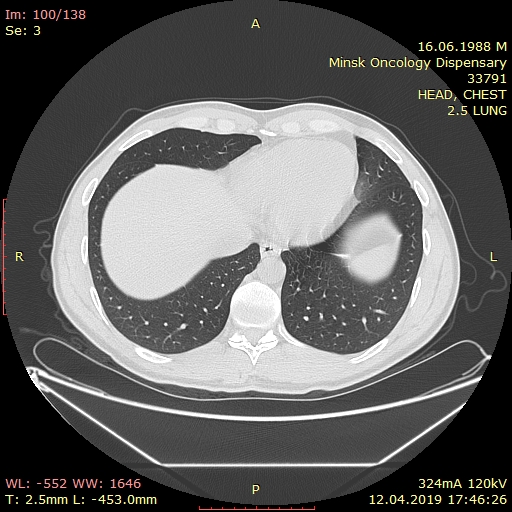 Im: 100/138
Se: 3
A
16.06.1988 M
Minsk Oncology Dispensary
33791
HEAD, CHEST
2.5 LUNG
R
L
WL: -552 WW: 1646
T: 2.5mm L: -453.0mm
P
324mA 120kV
12.04.2019 17:46:26